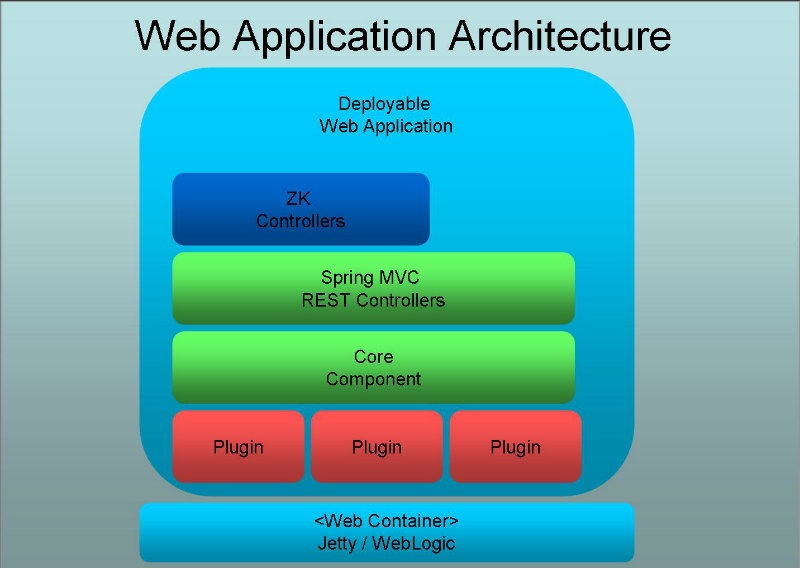 Web Application Architecture
Deployable
Web Application
ZK
Controllers
Spring MVC
REST Controllers
Core
Component
Plugin Plugin Plugin
<Web Container>
Jetty / WebLogic